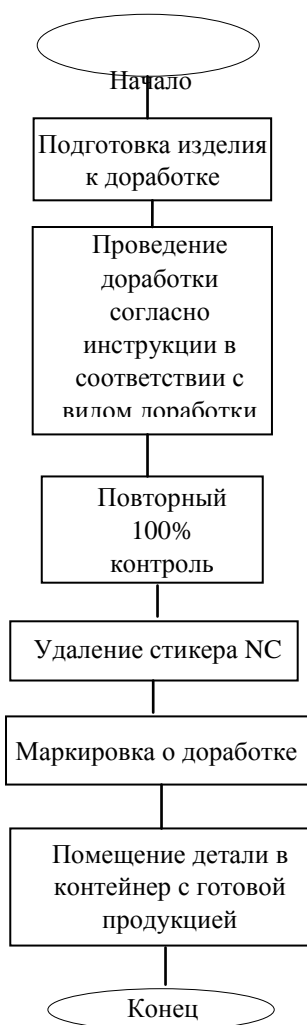 Начало
Подготовка изделия
к доработке
Проведение
доработки
согласно
инструкции в
соответствии с
видом доработки
Повторный
100%
контроль
Удаление стикера NC
Маркировка о доработке
Помещение детали в
контейнер с готовой
продукцией
Конец